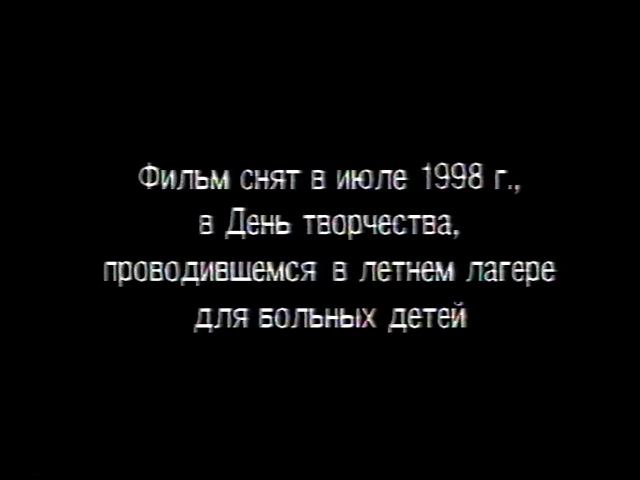 Фильм снят в июле 1998 г.,
в День творчества,
проводившемся в летнем лагере
для больных детей